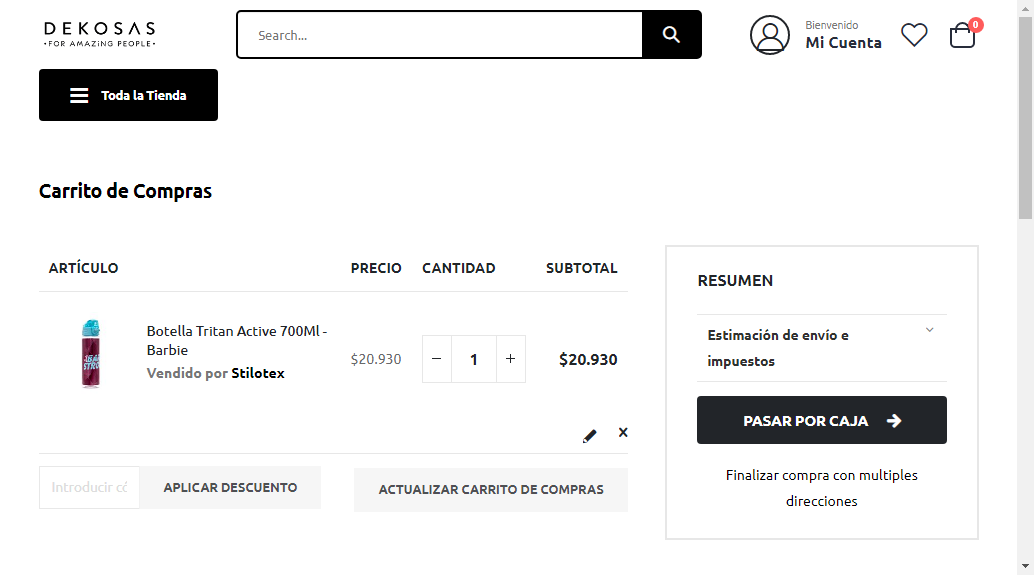 DEKOSAS
•FOR AMAZING PEOPLE•
Search...
Bienvenido
Mi Cuenta
0
Toda la Tienda
Carrito de Compras
ARTÍCULO PRECIO CANTIDAD SUBTOTAL
Botella Tritan Active 700Ml -
Barbie
Vendido por Stilotex
$20.930
− 1 +
$20.930
Introducir
APLICAR DESCUENTO
ACTUALIZAR CARRITO DE COMPRAS
RESUMEN
Estimación de envío e
impuestos
PASAR POR CAJA
Finalizar compra con multiples
direcciones